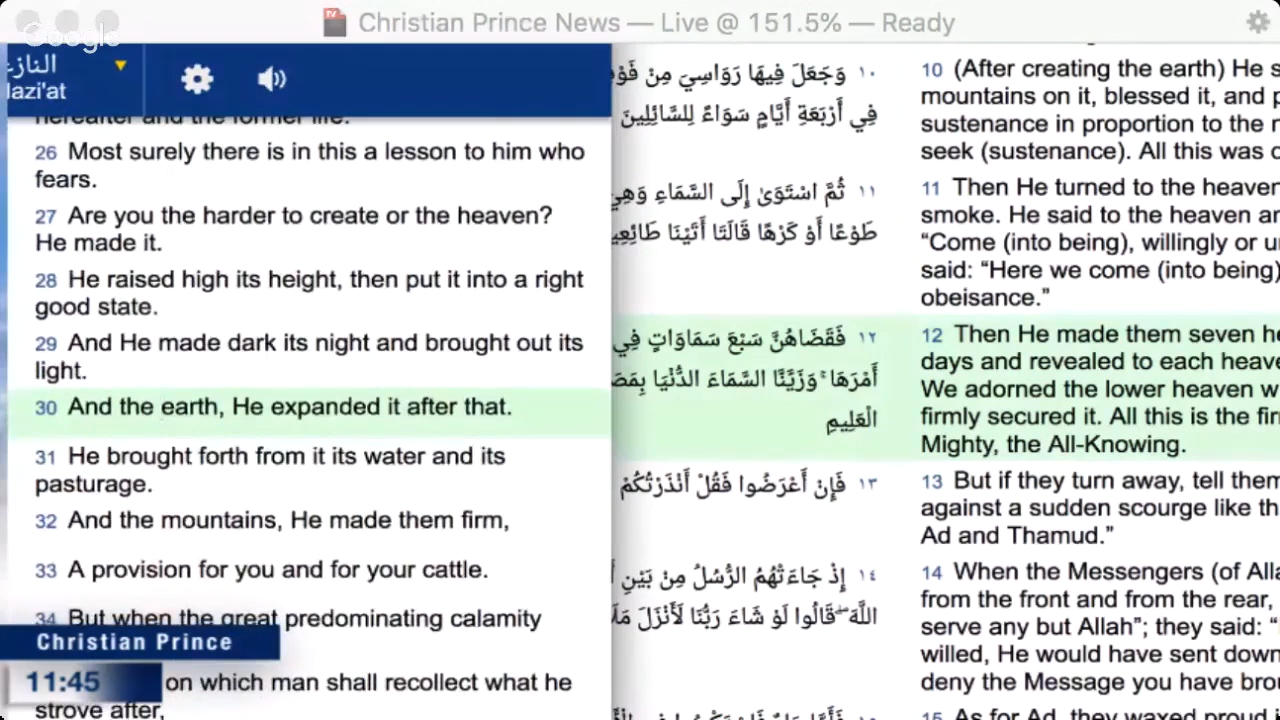 Christian Prince News — Live @ 151.5% — Ready
Google
النازع
lazi'at
hereafter and the former life.
26 Most surely there is in this a lesson to him who
fears.
27 Are you the harder to create or the heaven?
He made it.
28 He raised high its height, then put it into a right
good state.
29 And He made dark its night and brought out its
light.
30 And the earth, He expanded it after that.
31 He brought forth from it its water and its
pasturage.
32 And the mountains, He made them firm,
33 A provision for you and for your cattle.
34 But when the great predominating calamity
on which man shall recollect what he
strove after,
Christian Prince
11:45
١٠ وَجَعَلَ فِيهَا رَوَاسِيَ مِنْ
فِي أَرْبَعَةِ أَيَّامٍ سَوَاءً لِلسَّائِلِينَ
١١ ثُمَّ اسْتَوَىٰ إِلَى السَّمَاءِ وَهِيَ
طَوْعًا أَوْ كَرْهًا قَالَتَا أَتَيْنَا
١٢ فَقَضَاهُنَّ سَبْعَ سَمَاوَاتٍ فِي
أَمْرَهَا ۚ وَزَيَّنَّا السَّمَاءَ الدُّنْيَا
الْعَلِيمِ
١٣ فَإِنْ أَعْرَضُوا فَقُلْ أَنْذَرْتُكُمْ
١٤ إِذْ جَاءَتْهُمُ الرُّسُلُ مِنْ بَيْنِ
اللَّهَ ۖ قَالُوا لَوْ شَاءَ رَبُّنَا لَأَنْزَلَ
10 (After creating the earth) He s
mountains on it, blessed it, and p
sustenance in proportion to the n
seek (sustenance). All this was
11 Then He turned to the heaven
smoke. He said to the heaven an
“Come (into being), willingly or u
said: “Here we come (into being)
obeisance.”
12 Then He made them seven he
days and revealed to each heave
We adorned the lower heaven w
firmly secured it. All this is the fi
Mighty, the All-Knowing.
13 But if they turn away, tell them
against a sudden scourge like th
Ad and Thamud.”
14 When the Messengers (of Alla
from the front and from the rear,
serve any but Allah”; they said: “
willed, He would have sent down
deny the Message you have brou
15 As for Ad, they waxed proud i